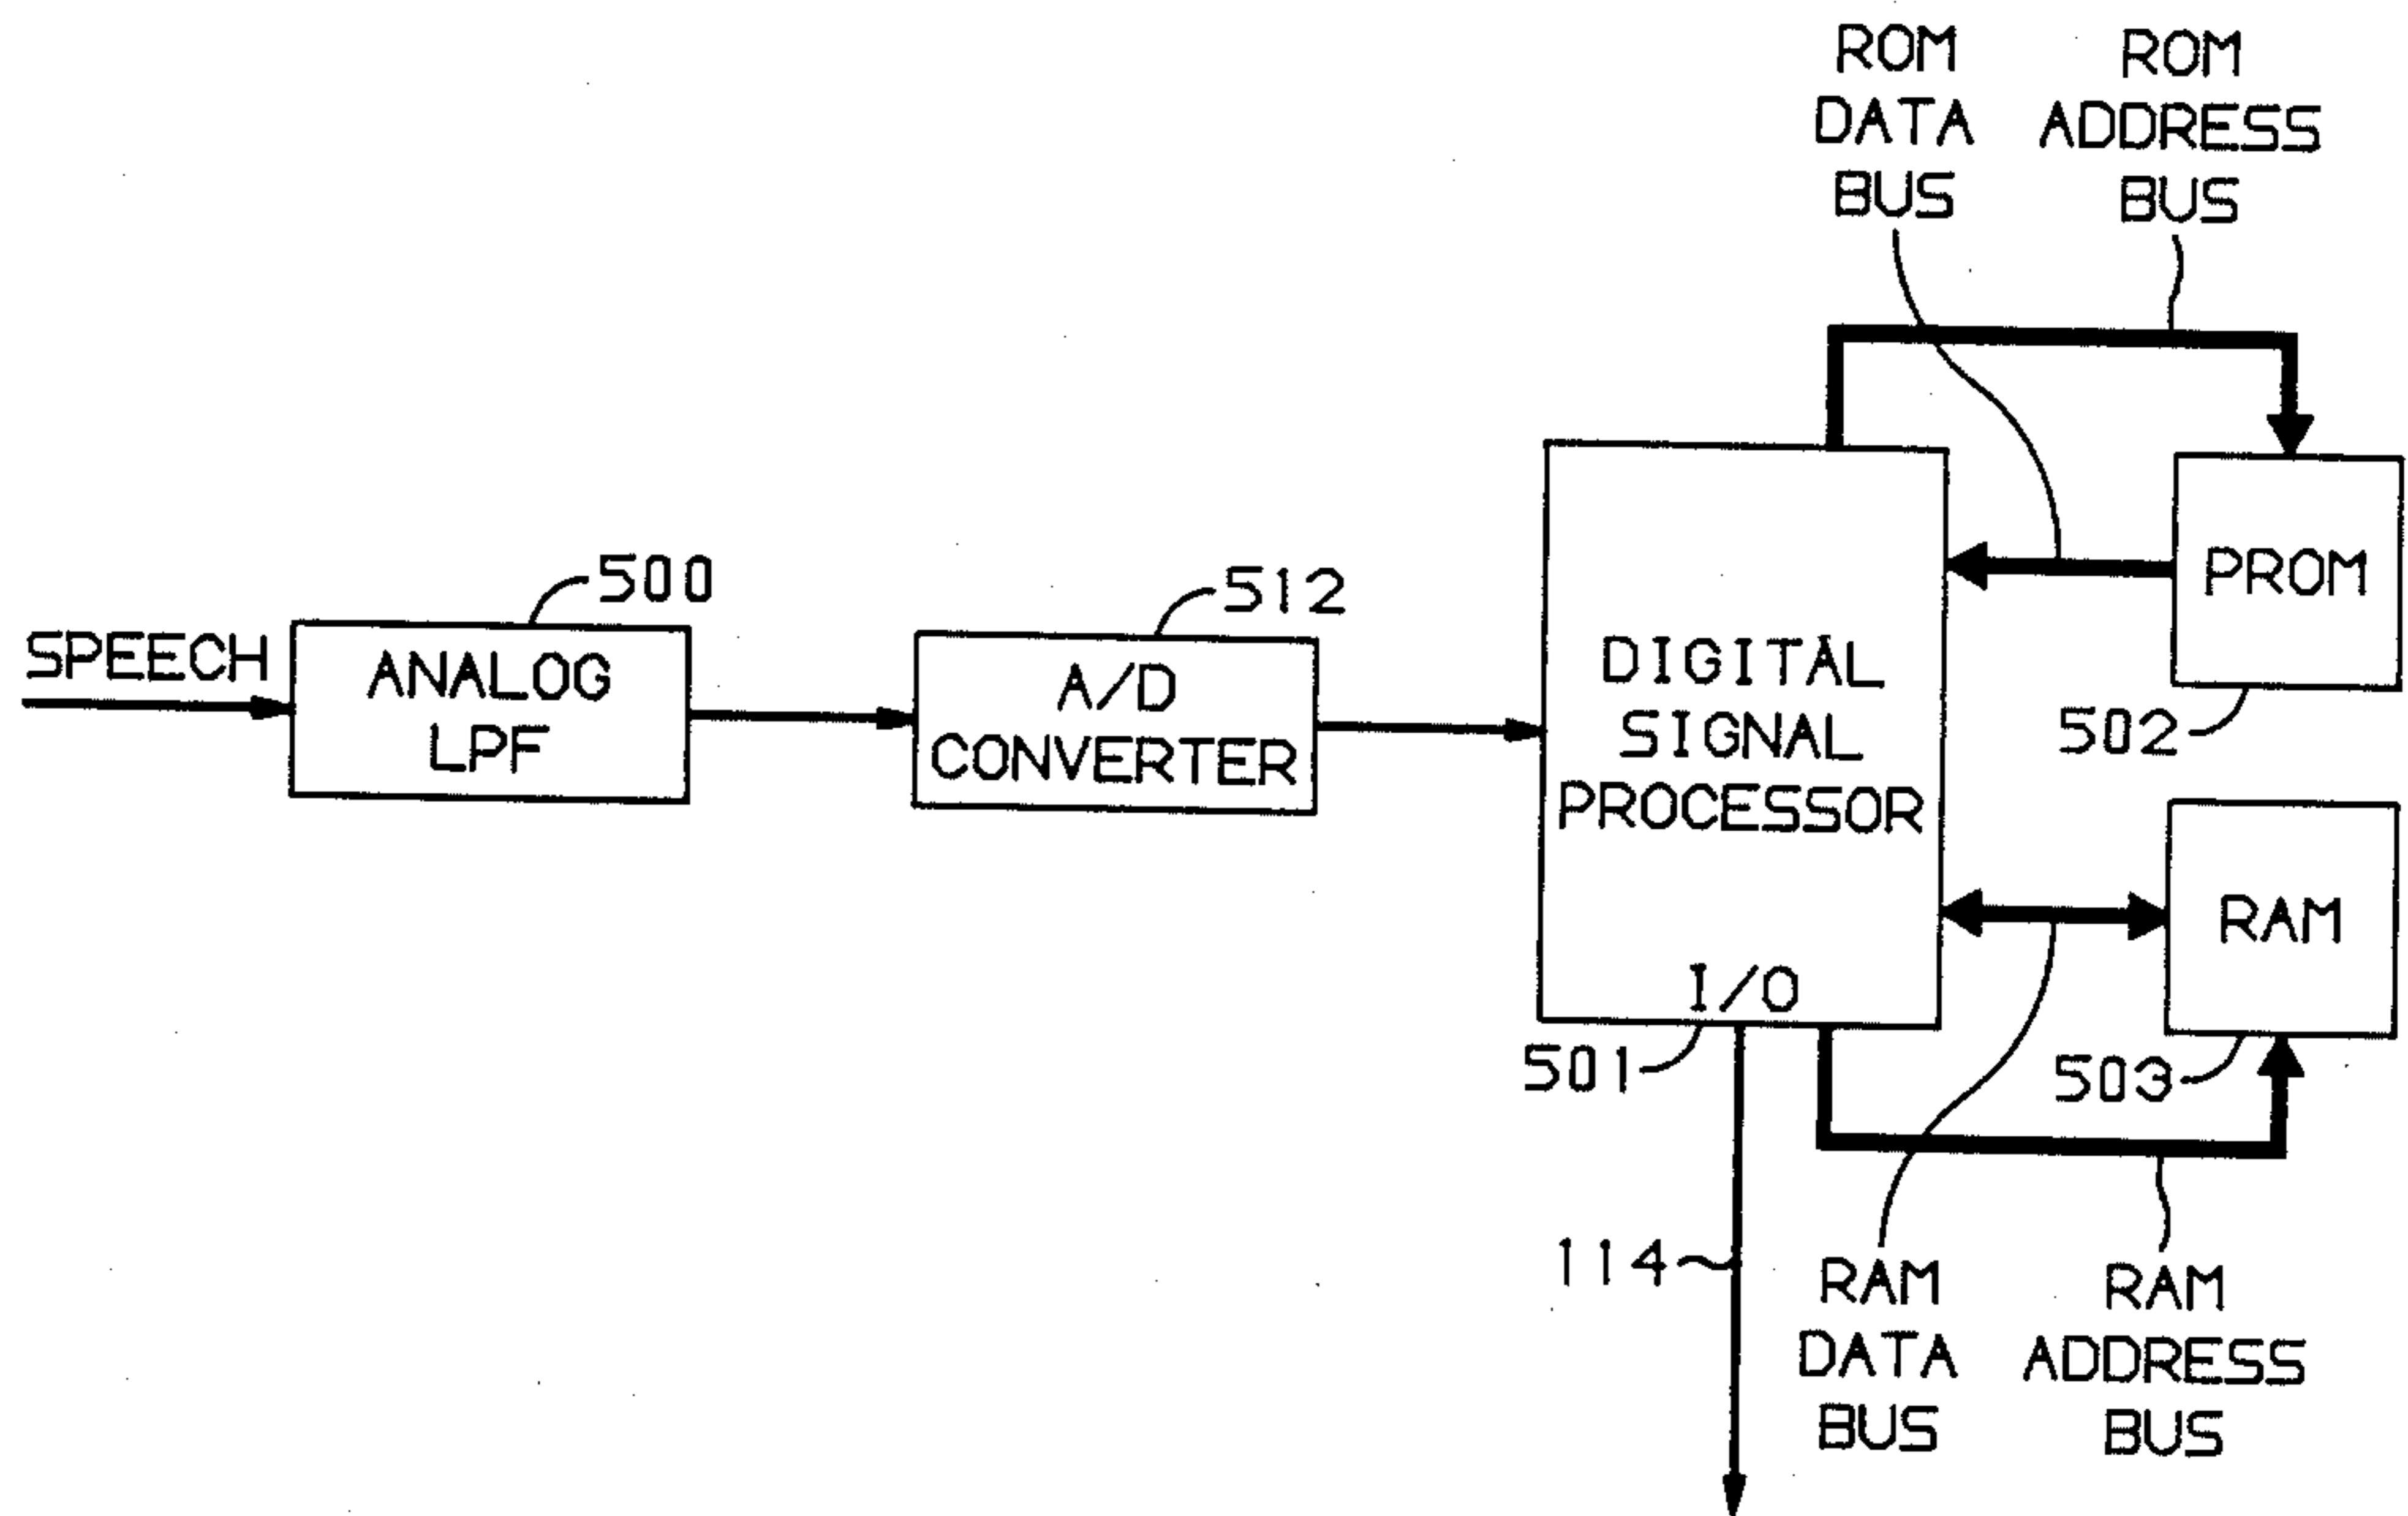 ROM
DATA
BUS
ROM
ADDRESS
BUS
SPEECH
500
ANALOG
LPF
512
A/D
CONVERTER
DIGITAL
SIGNAL
PROCESSOR
I/O
501
PROM
502
RAM
503
114
RAM
DATA
BUS
RAM
ADDRESS
BUS